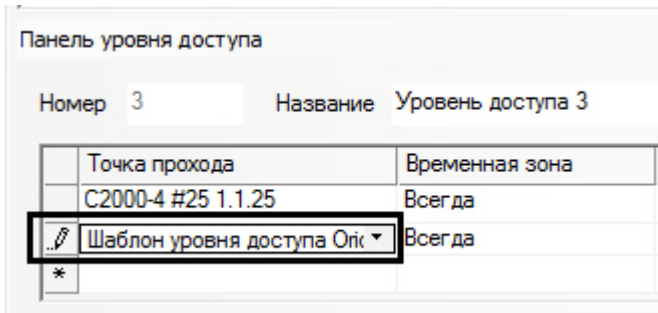 Панель уровня доступа
Номер 3 Название Уровень доступа 3
Точка прохода Временная зона
С2000-4 #25 1.1.25 Всегда
Шаблон уровня доступа Всегда
*